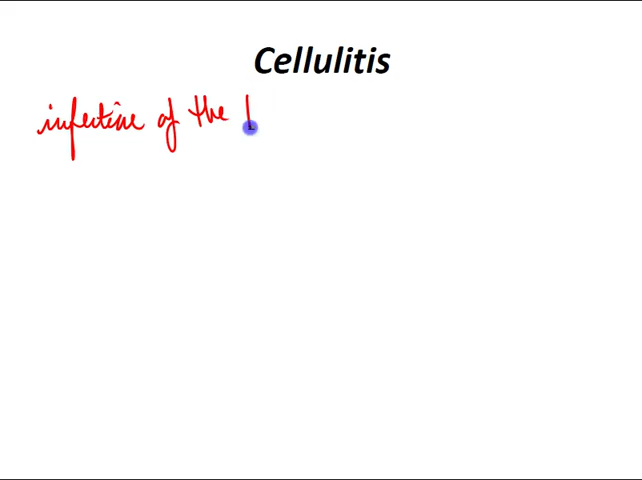 Cellulitis
infection of the